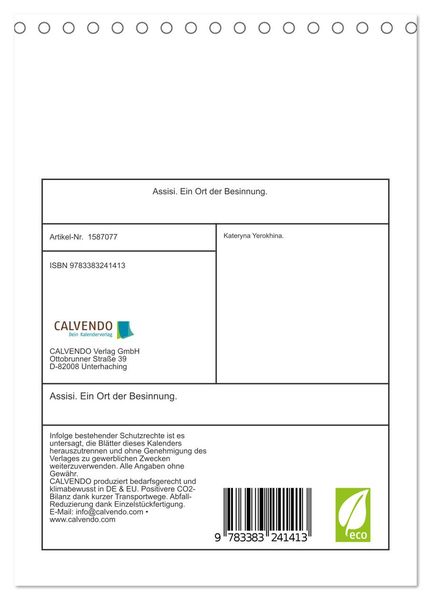 Assisi. Ein Ort der Besinnung.
Artikel-Nr. 1587077
Kateryna Yerokhina.
ISBN 9783383241413
CALVENDO
Dein Kalenderverlag
CALVENDO Verlag GmbH
Ottobrunner Straße 39
D-82008 Unterhaching
Assisi. Ein Ort der Besinnung.
Infolge bestehender Schutzrechte ist es
untersagt, die Blätter dieses Kalenders
herauszutrennen und ohne Genehmigung des
Verlages zu gewerblichen Zwecken
weiterzuverwenden. Alle Angaben ohne
Gewähr.
CALVENDO produziert bedarfsgerecht und
klimabewusst in DE & EU. Positivere CO2-
Bilanz dank kurzer Transportwege. Abfall-
Reduzierung dank Einzelstückfertigung.
E-Mail: info@calvendo.com •
www.calvendo.com
9 783383 241413
eco